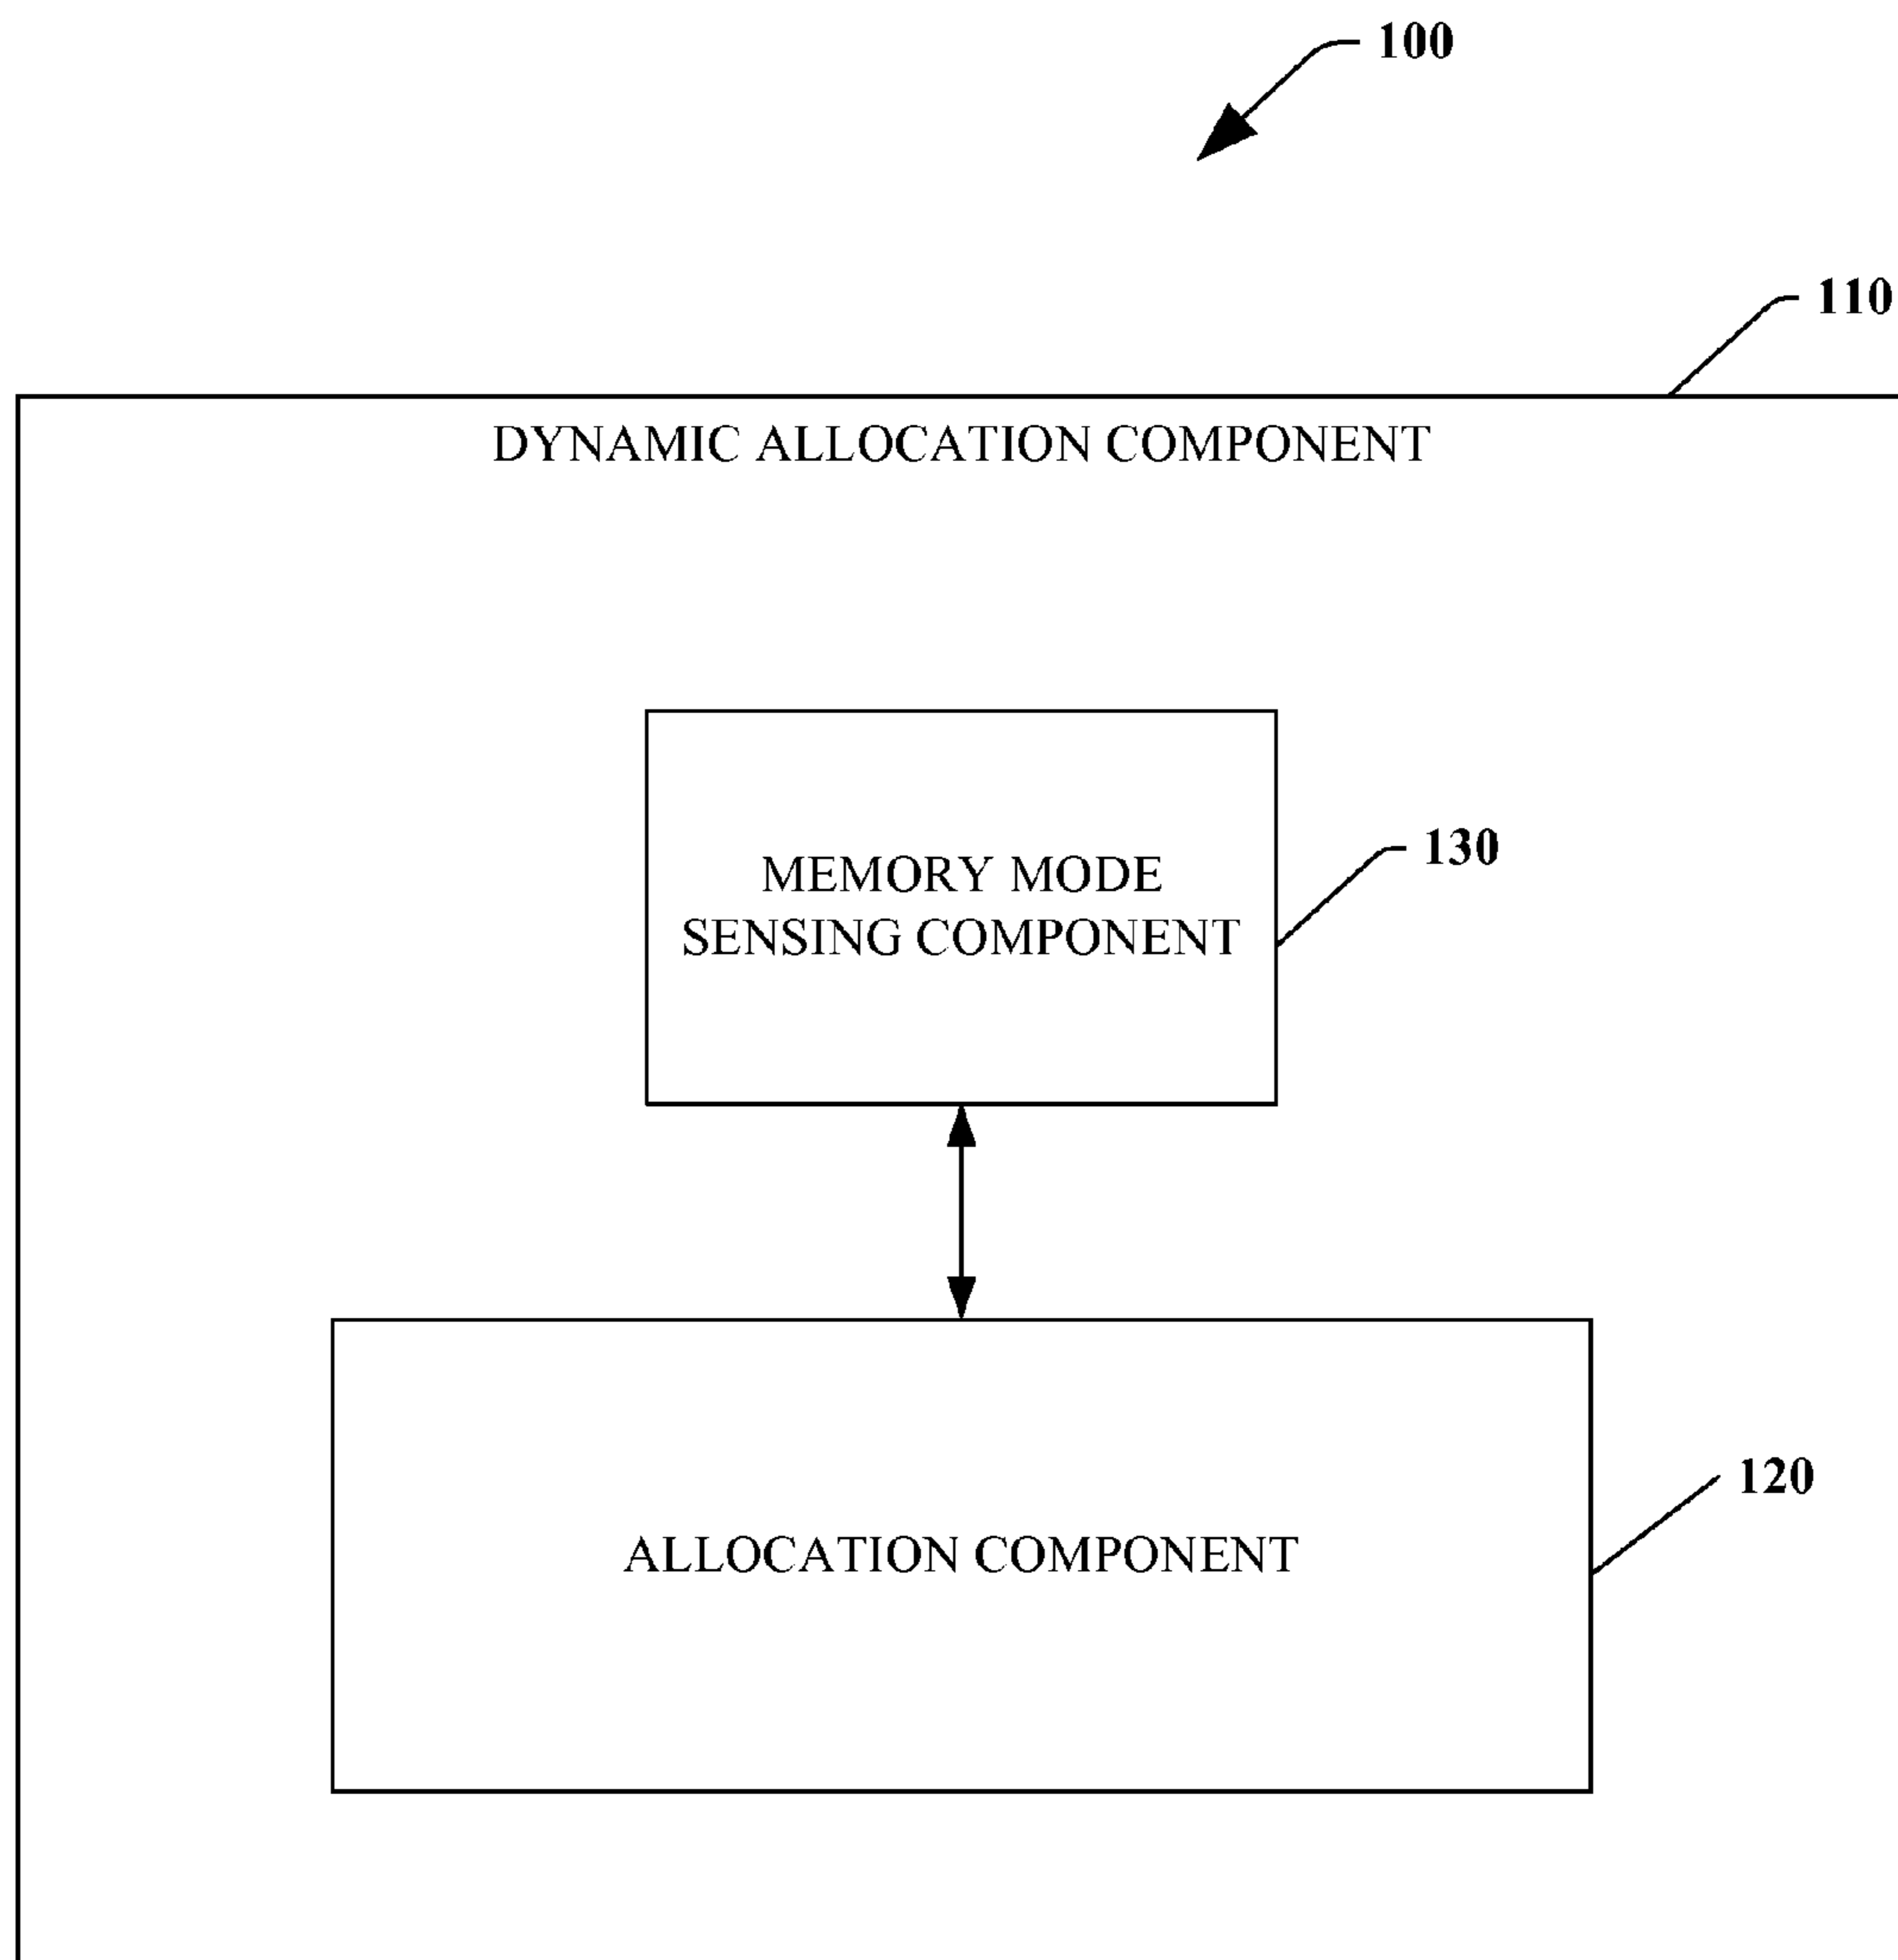 100
110
DYNAMIC ALLOCATION COMPONENT
130
MEMORY MODE
SENSING COMPONENT
120
ALLOCATION COMPONENT